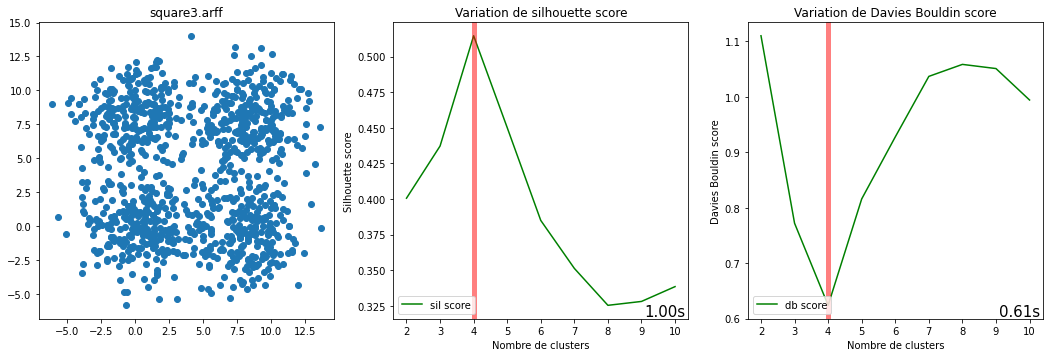 square3.arff
15.0
12.5
10.0
7.5
5.0
2.5
0.0
−2.5
−5.0
−5.0 −2.5 0.0 2.5 5.0 7.5 10.0 12.5
Variation de silhouette score
Silhouette score
0.500
0.475
0.450
0.425
0.400
0.375
0.350
0.325
sil score
1.00s
2 3 4 5 6 7 8 9 10
Nombre de clusters
Variation de Davies Bouldin score
Davies Bouldin score
1.1
1.0
0.9
0.8
0.7
0.6
db score
0.61s
2 3 4 5 6 7 8 9 10
Nombre de clusters